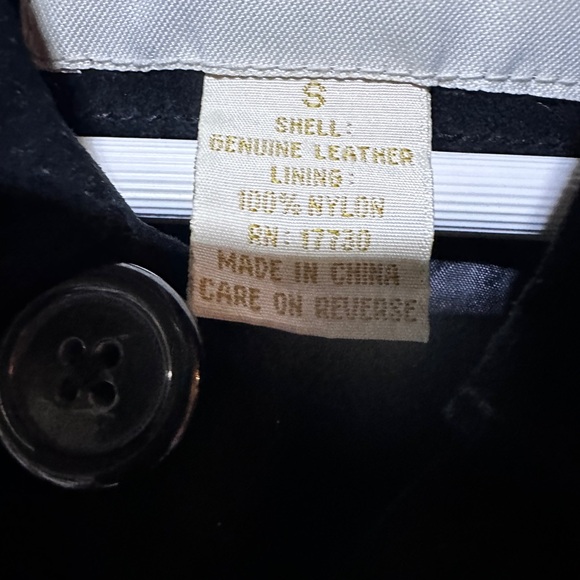 S
SHELL:
GENUINE LEATHER
LINING:
100% NYLON
RN: 17730
MADE IN CHINA
CARE ON REVERSE